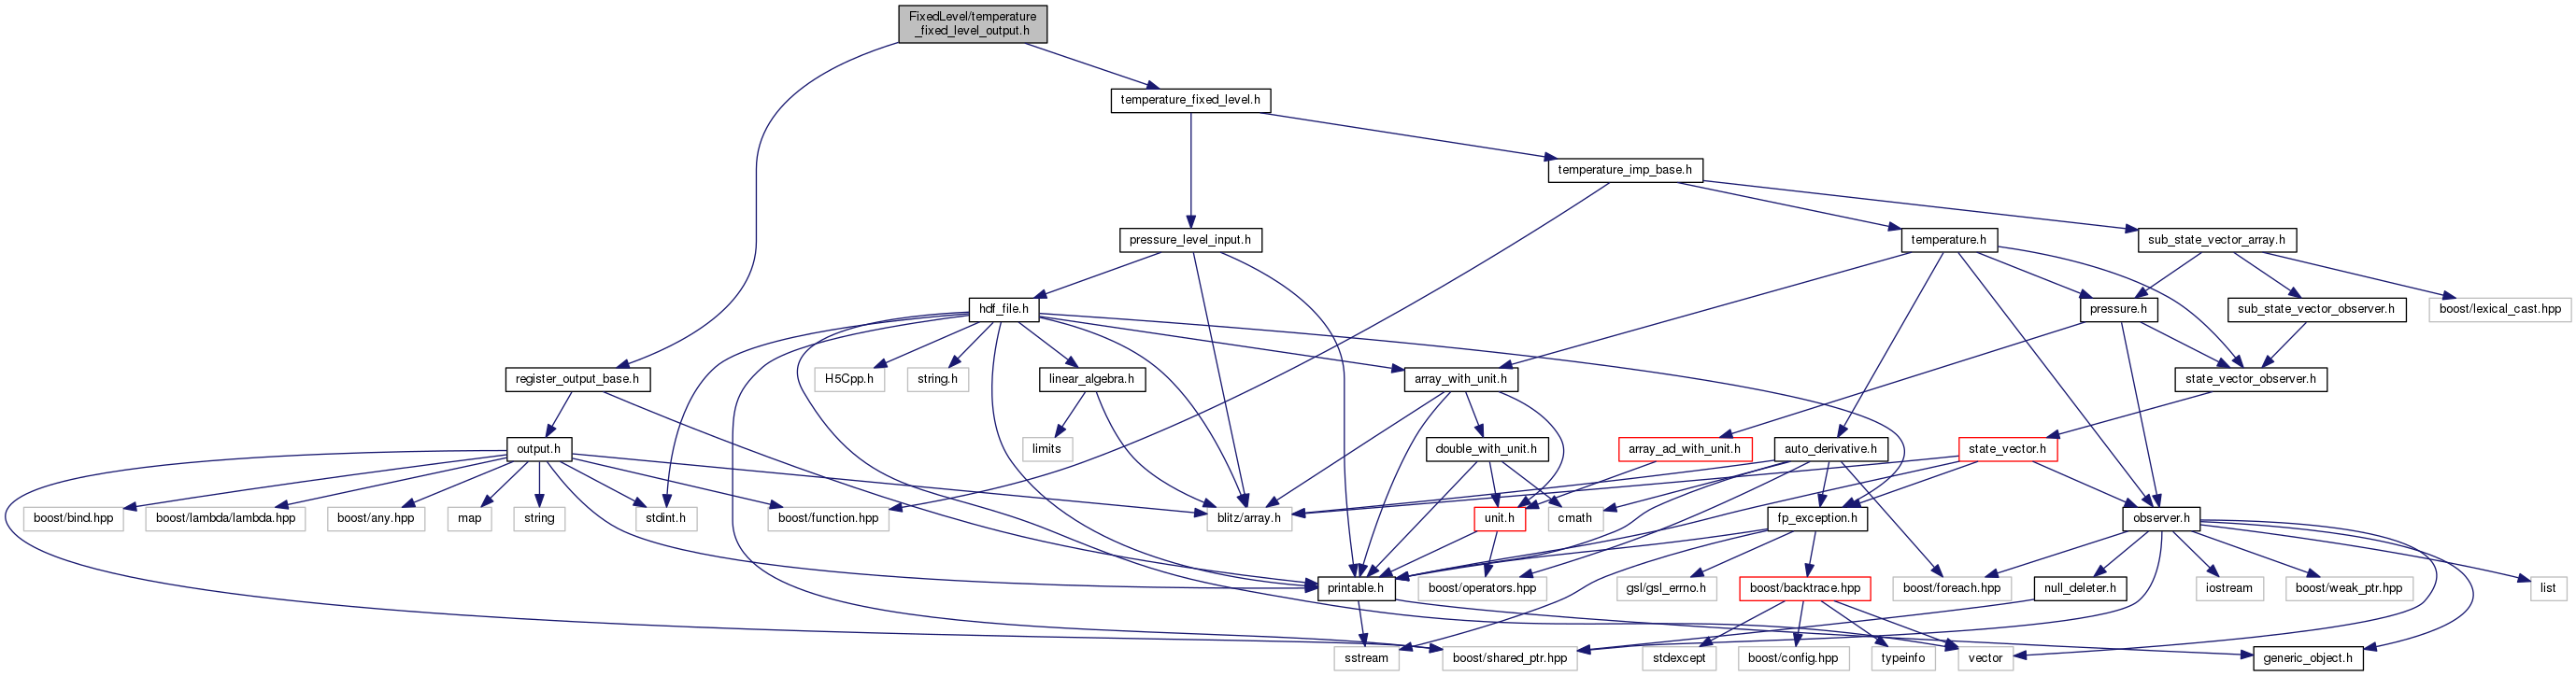 FixedLevel/temperature
_fixed_level_output.h
temperature_fixed_level.h
temperature_imp_base.h
pressure_level_input.h
temperature.h
sub_state_vector_array.h
hdf_file.h
pressure.h
sub_state_vector_observer.h
boost/lexical_cast.hpp
register_output_base.h
H5Cpp.h
string.h
linear_algebra.h
array_with_unit.h
state_vector_observer.h
output.h
limits
double_with_unit.h
array_ad_with_unit.h
auto_derivative.h
state_vector.h
boost/bind.hpp
boost/lambda/lambda.hpp
boost/any.hpp
map
string
stdint.h
boost/function.hpp
blitz/array.h
unit.h
cmath
fp_exception.h
observer.h
printable.h
boost/operators.hpp
gsl/gsl_errno.h
boost/backtrace.hpp
boost/foreach.hpp
null_deleter.h
iostream
boost/weak_ptr.hpp
list
sstream
boost/shared_ptr.hpp
stdexcept
boost/config.hpp
typeinfo
vector
generic_object.h